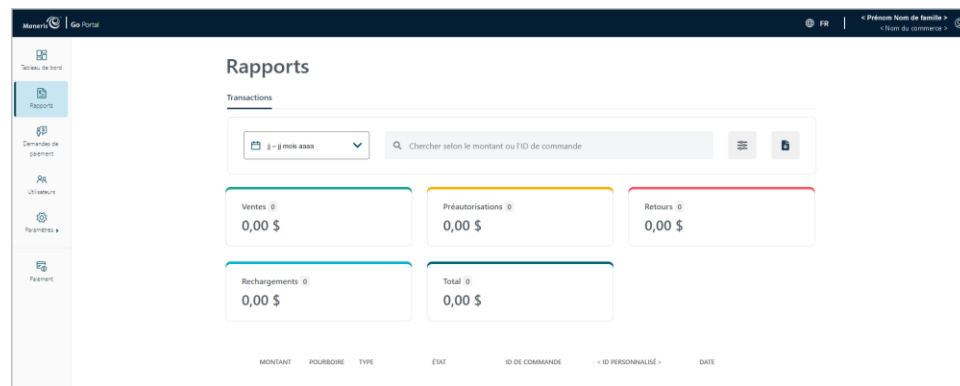 Moneris Go Portal
FR
< Prénom Nom de famille >
< Nom du commerce >
Tableau de bord
Rapports
Demandes de
paiement
Utilisateurs
Paramètres
Paiement
Rapports
Transactions
jj – jj mois aaaa
Chercher selon le montant ou l'ID de commande
Ventes 0
0,00 $
Préautorisations 0
0,00 $
Retours 0
0,00 $
Rechargements 0
0,00 $
Total 0
0,00 $
MONTANT POURBOIRE TYPE ÉTAT ID DE COMMANDE < ID PERSONNALISÉ > DATE